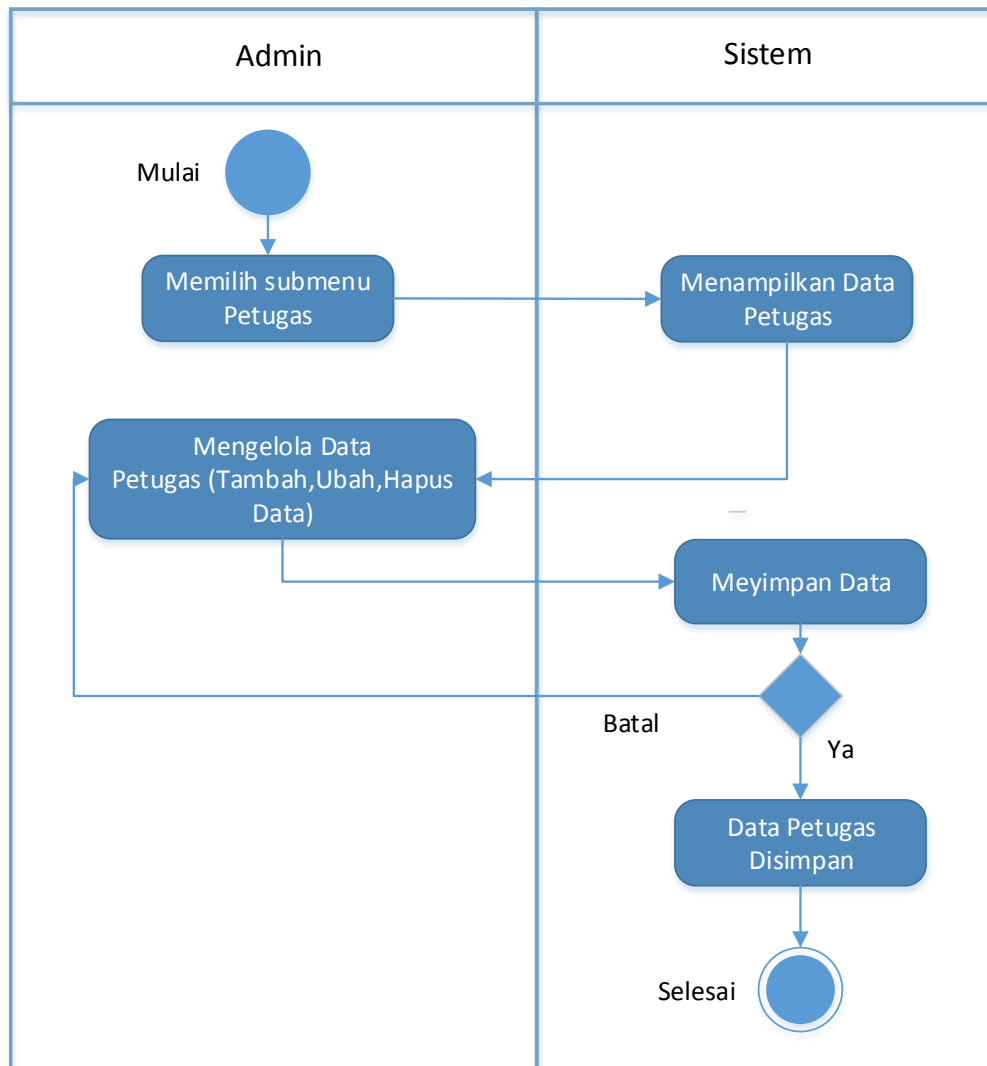 Admin
Sistem
Mulai
Memilih submenu
Petugas
Menampilkan Data
Petugas
Mengelola Data
Petugas (Tambah,Ubah,Hapus
Data)
Meyimpan Data
Batal
Ya
Data Petugas
Disimpan
Selesai